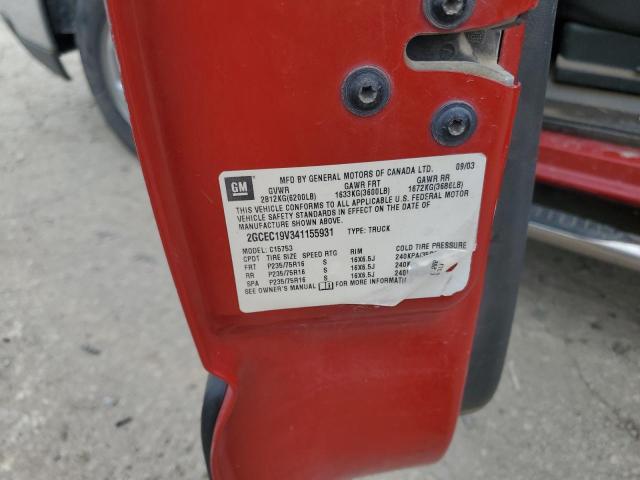 GM
MFD BY GENERAL MOTORS OF CANADA LTD. 09/03
GVWR GAWR FRT GAWR RR
2812KG(6200LB) 1633KG(3600LB) 1672KG(3686LB)
THIS VEHICLE CONFORMS TO ALL APPLICABLE U.S. FEDERAL MOTOR
VEHICLE SAFETY STANDARDS IN EFFECT ON THE DATE OF
MANUFACTURE SHOWN ABOVE.
2GCEC19V341155931 TYPE: TRUCK
MODEL: C15753
CPDT TIRE SIZE SPEED RTG RIM COLD TIRE PRESSURE
FRT P235/75R16 S 16X6.5J 240KPA
RR P235/75R16 S 16X6.5J
SPA P235/75R16 S 16X6.5J
SEE OWNER'S MANUAL FOR MORE